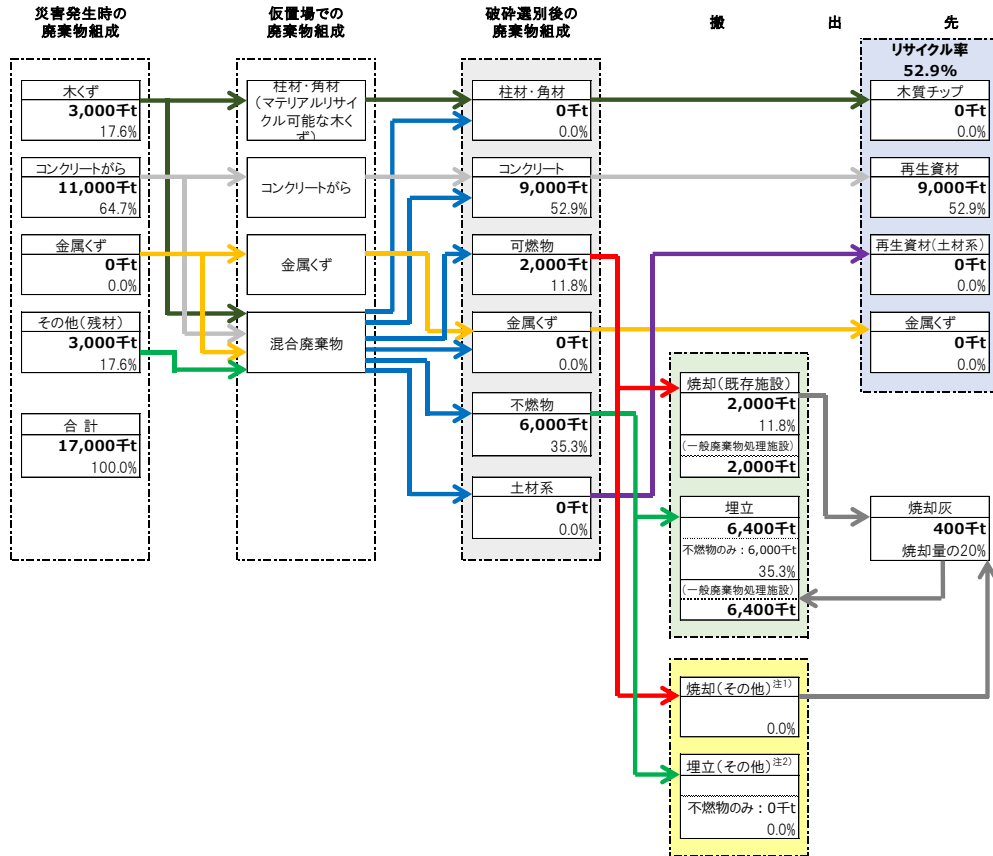 災害発生時の
廃棄物組成
仮置場での
廃棄物組成
破砕選別後の
廃棄物組成
搬 出 先
木くず
3,000千t
17.6%
コンクリートがら
11,000千t
64.7%
金属くず
0千t
0.0%
その他(残材)
3,000千t
17.6%
合 計
17,000千t
100.0%
柱材・角材
(マテリアルリサイ
クル可能な木く
ず)
コンクリートがら
金属くず
混合廃棄物
柱材・角材
0千t
0.0%
コンクリート
9,000千t
52.9%
可燃物
2,000千t
11.8%
金属くず
0千t
0.0%
不燃物
6,000千t
35.3%
土材系
0千t
0.0%
焼却(既存施設)
2,000千t
11.8%
(一般廃棄物処理施設)
2,000千t
埋立
6,400千t
不燃物のみ:6,000千t
35.3%
(一般廃棄物処理施設)
6,400千t
焼却(その他)注1)
0.0%
埋立(その他)注2)
不燃物のみ:0千t
0.0%
リサイクル率
52.9%
木質チップ
0千t
0.0%
再生資材
9,000千t
52.9%
再生資材(土材系)
0千t
0.0%
金属くず
0千t
0.0%
焼却灰
400千t
焼却量の20%